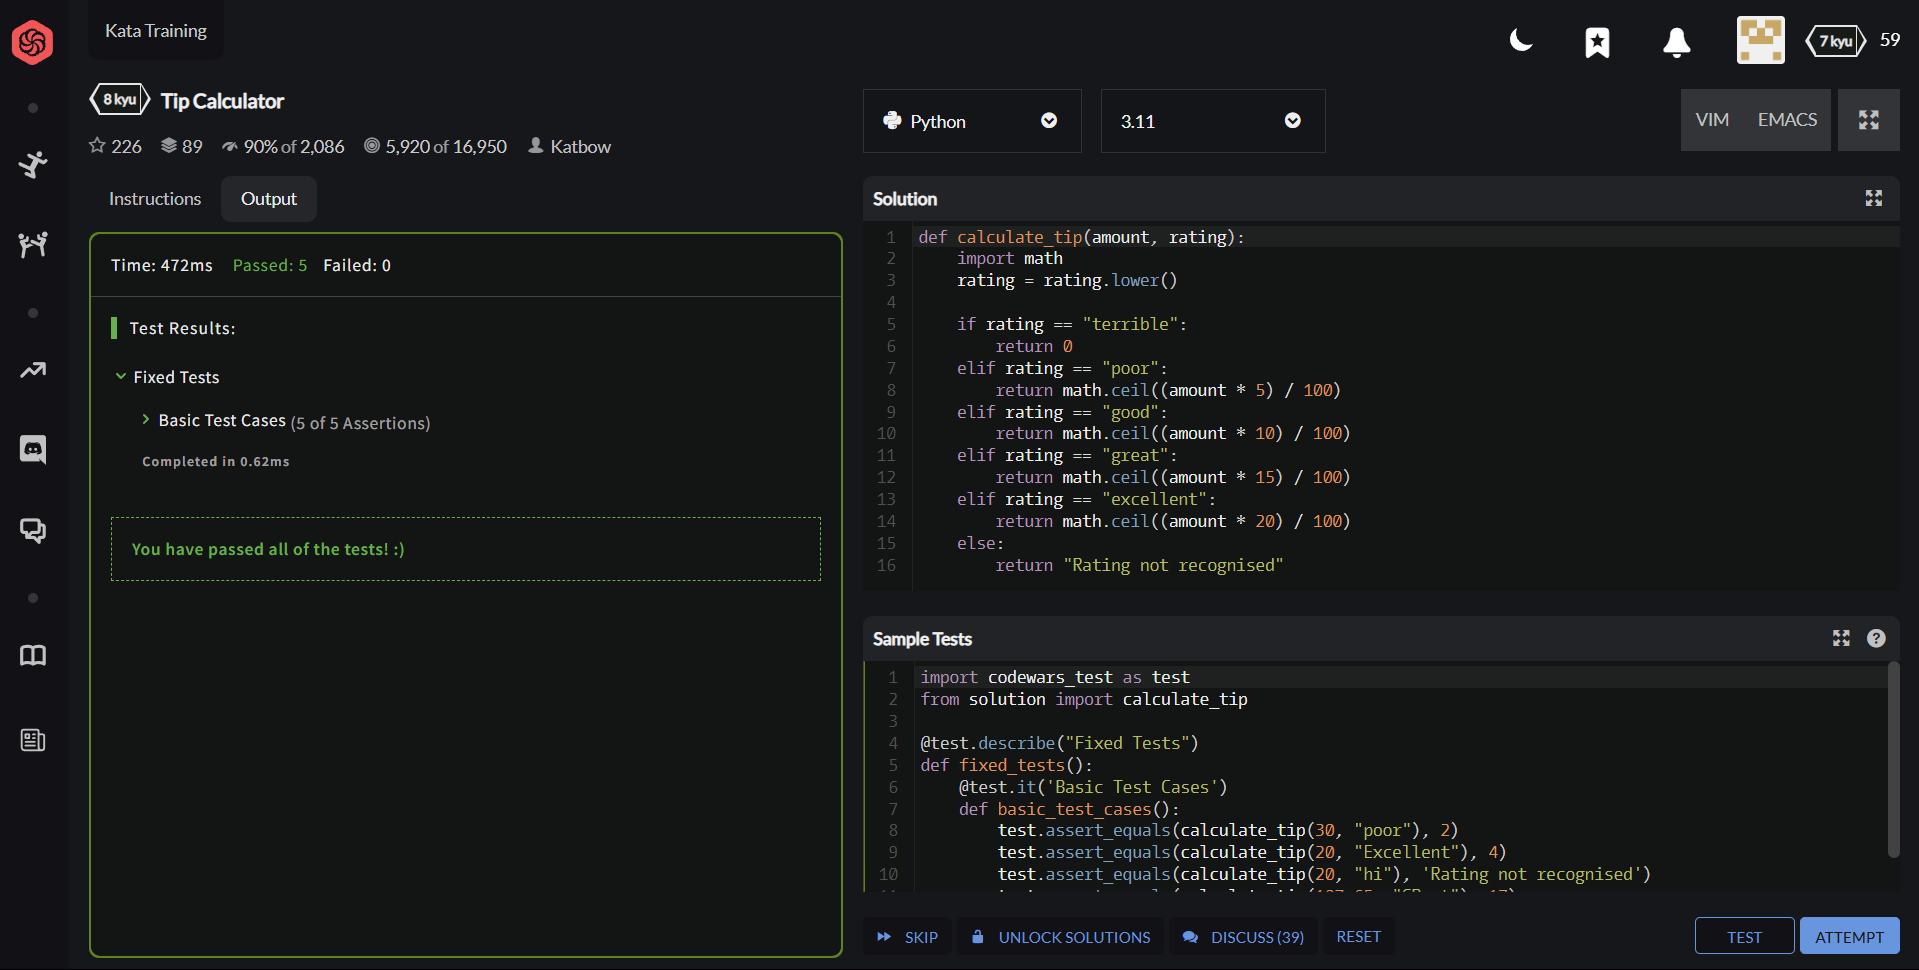 Kata Training
7 kyu 59
8 kyu Tip Calculator
226 89 90% of 2,086 5,920 of 16,950 Katbow
Python
3.11
VIM EMACS
Instructions Output
Time: 472ms Passed: 5 Failed: 0
Test Results:
Fixed Tests
Basic Test Cases (5 of 5 Assertions)
Completed in 0.62ms
You have passed all of the tests! :)
Solution
1 def calculate_tip(amount, rating):
2 import math
3 rating = rating.lower()
4
5 if rating == "terrible":
6 return 0
7 elif rating == "poor":
8 return math.ceil((amount * 5) / 100)
9 elif rating == "good":
10 return math.ceil((amount * 10) / 100)
11 elif rating == "great":
12 return math.ceil((amount * 15) / 100)
13 elif rating == "excellent":
14 return math.ceil((amount * 20) / 100)
15 else:
16 return "Rating not recognised"
Sample Tests
?
1 import codewars_test as test
2 from solution import calculate_tip
3
4 @test.describe("Fixed Tests")
5 def fixed_tests():
6 @test.it('Basic Test Cases')
7 def basic_test_cases():
8 test.assert_equals(calculate_tip(30, "poor"), 2)
9 test.assert_equals(calculate_tip(20, "Excellent"), 4)
10 test.assert_equals(calculate_tip(20, "hi"), 'Rating not recognised')
SKIP UNLOCK SOLUTIONS DISCUSS (39) RESET
TEST ATTEMPT